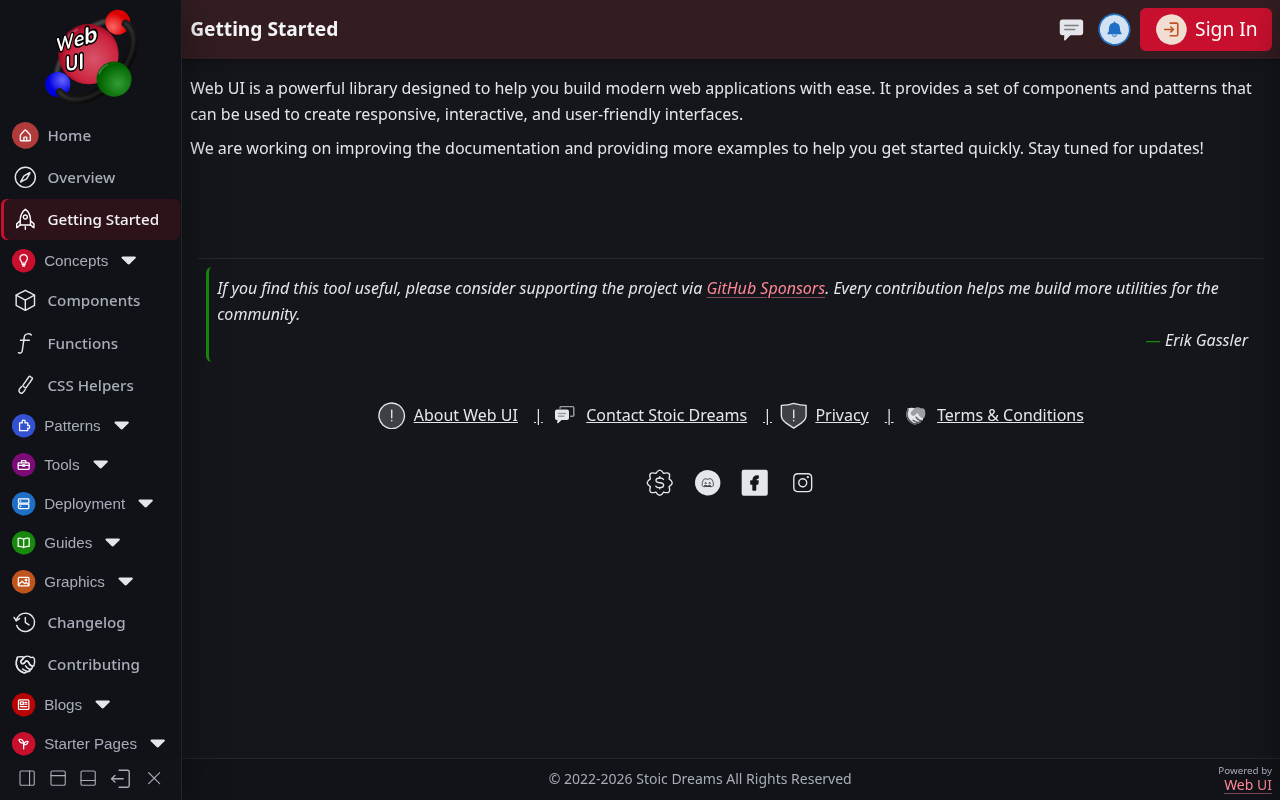 Web
UI
Home
Overview
Getting Started
Concepts
Components
Functions
CSS Helpers
Patterns
Tools
Deployment
Guides
Graphics
Changelog
Contributing
Blogs
Starter Pages
Getting Started
Sign In
Web UI is a powerful library designed to help you build modern web applications with ease. It provides a set of components and patterns that
can be used to create responsive, interactive, and user-friendly interfaces.
We are working on improving the documentation and providing more examples to help you get started quickly. Stay tuned for updates!
If you find this tool useful, please consider supporting the project via GitHub Sponsors. Every contribution helps me build more utilities for the
community.
— Erik Gassler
About Web UI | Contact Stoic Dreams | Privacy | Terms & Conditions
© 2022-2026 Stoic Dreams All Rights Reserved
Powered by
Web UI